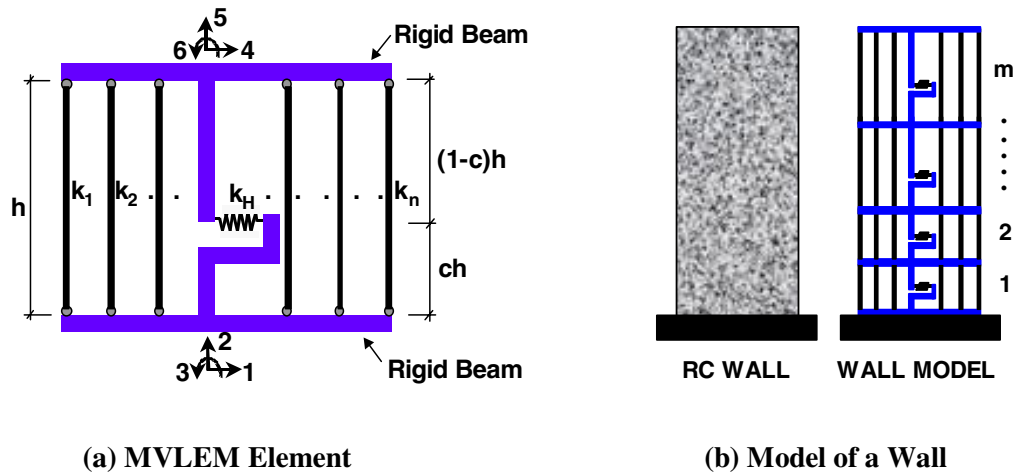 5
6 4
Rigid Beam
m
(1-c)h
h
k1 k2 . . kH . . . . . kn
ch
2
1
2
3 1
Rigid Beam
RC WALL WALL MODEL
(a) MVLEM Element (b) Model of a Wall